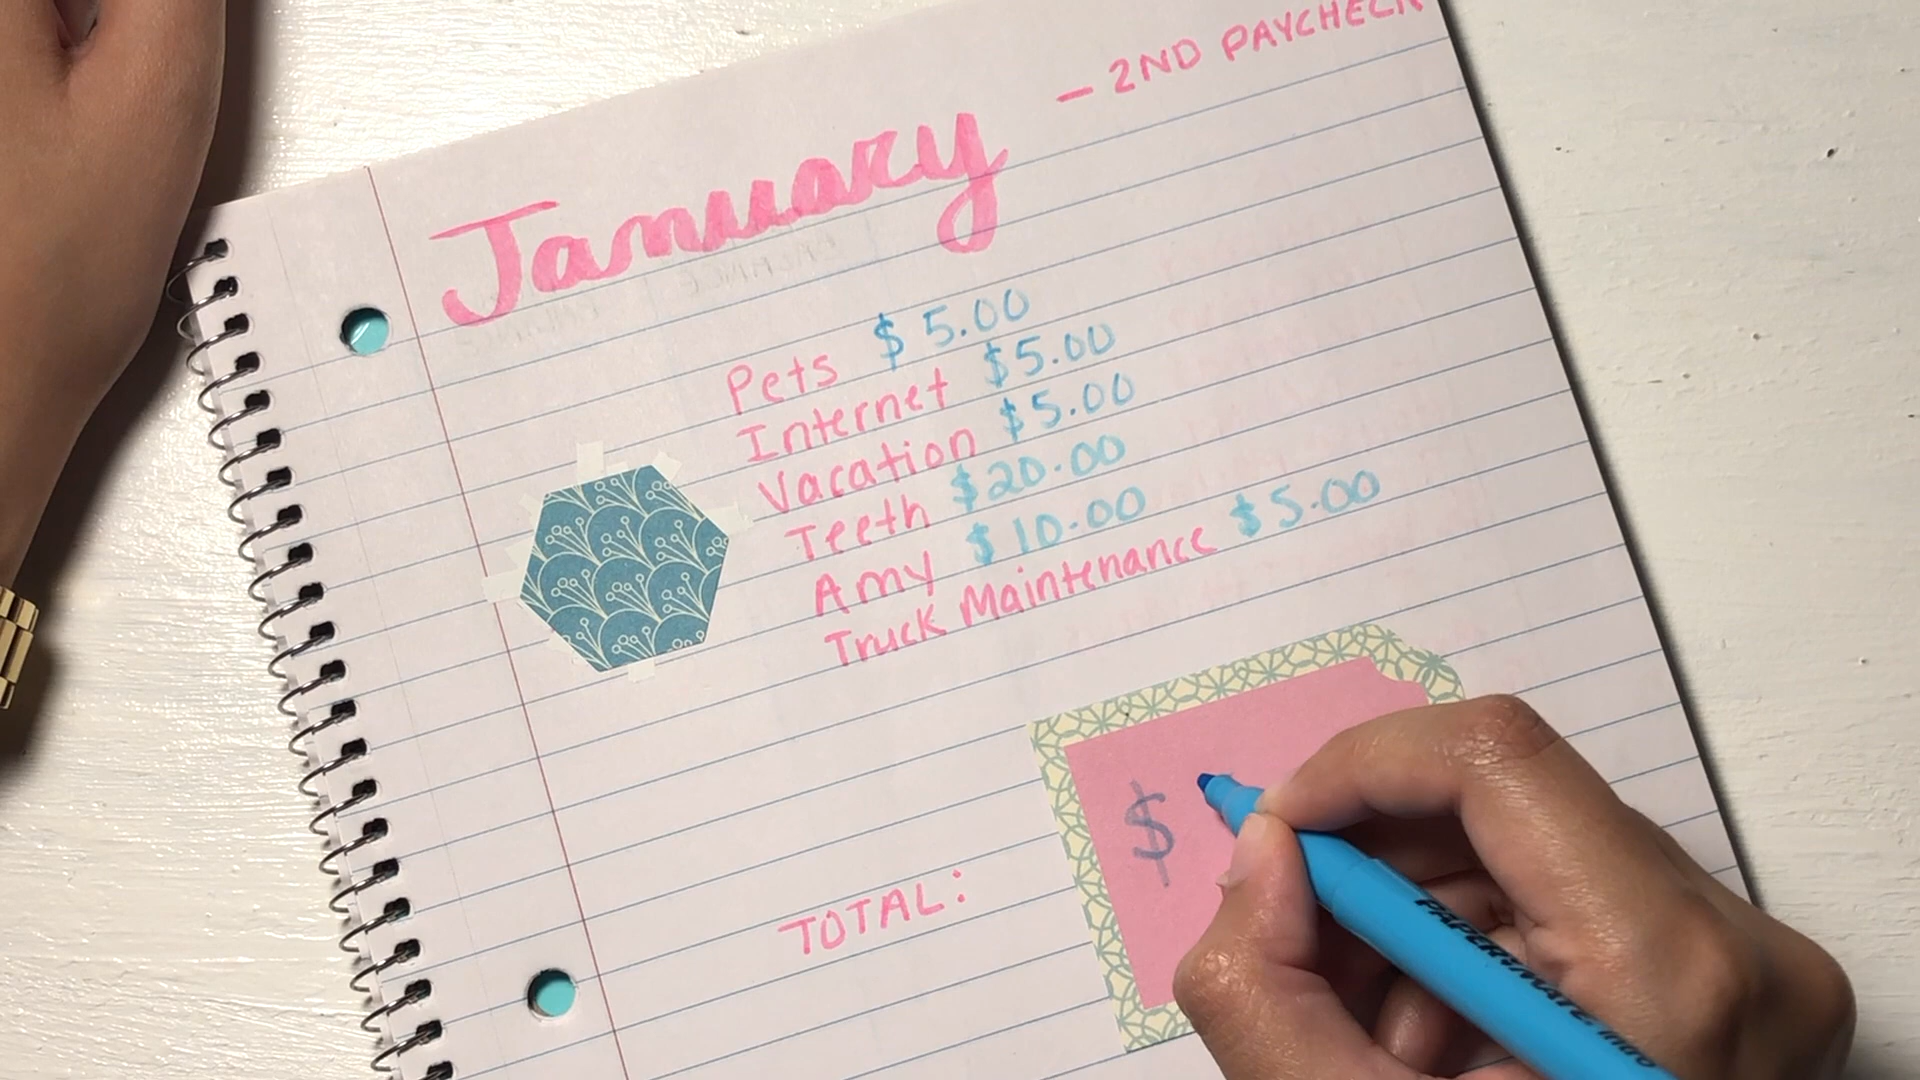 – 2ND PAYCHECK
January
Pets $5.00
Internet $5.00
Vacation $5.00
Teeth $20.00
Amy $10.00
Truck Maintenance $5.00
TOTAL: $
PAPERMATE